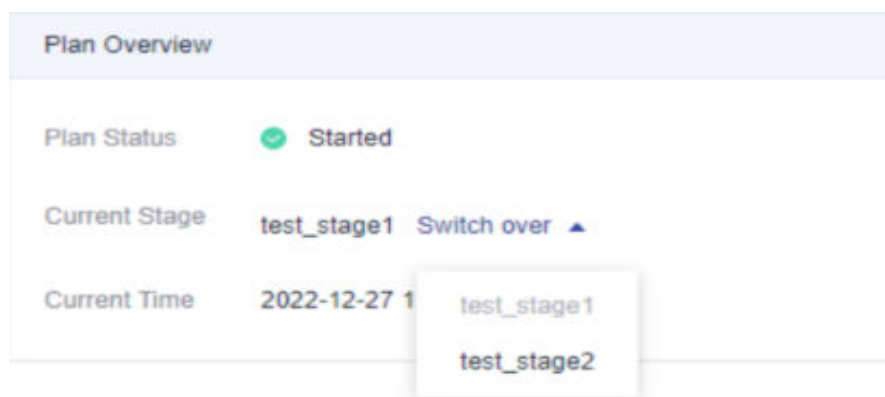 Plan Overview
Plan Status Started
Current Stage test_stage1 Switch over
Current Time 2022-12-27 1
test_stage1
test_stage2